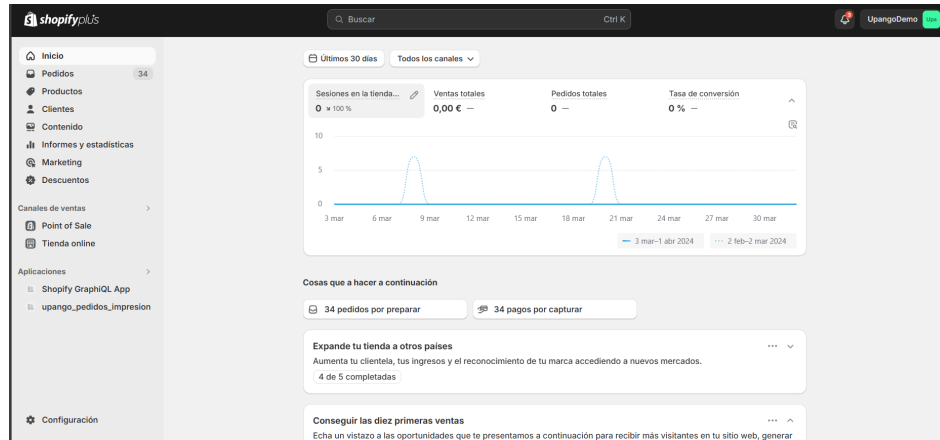 shopifyplus
Buscar
Ctrl K
UpangoDemo
Upa
Inicio
Pedidos
34
Productos
Clientes
Contenido
Informes y estadísticas
Marketing
Descuentos
Canales de ventas
Point of Sale
Tienda online
Aplicaciones
Shopify GraphiQL App
upango_pedidos_impresion
Configuración
Últimos 30 días
Todos los canales
Sesiones en la tienda...
0 100 %
Ventas totales
0,00 € —
Pedidos totales
0 —
Tasa de conversión
0 % —
10
5
0
3 mar
6 mar
9 mar
12 mar
15 mar
18 mar
21 mar
24 mar
27 mar
30 mar
3 mar–1 abr 2024
2 feb–2 mar 2024
Cosas que a hacer a continuación
34 pedidos por preparar
34 pagos por capturar
Expande tu tienda a otros países
Aumenta tu clientela, tus ingresos y el reconocimiento de tu marca accediendo a nuevos mercados.
4 de 5 completadas
Conseguir las diez primeras ventas
Echa un vistazo a las oportunidades que te presentamos a continuación para recibir más visitantes en tu sitio web, generar